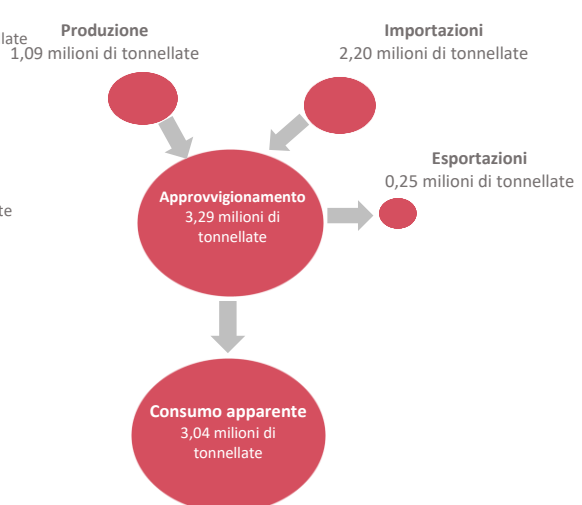 Produzione
1,09 milioni di tonnellate
Importazioni
2,20 milioni di tonnellate
Esportazioni
0,25 milioni di tonnellate
Approvvigionamento
3,29 milioni di
tonnellate
Consumo apparente
3,04 milioni di
tonnellate